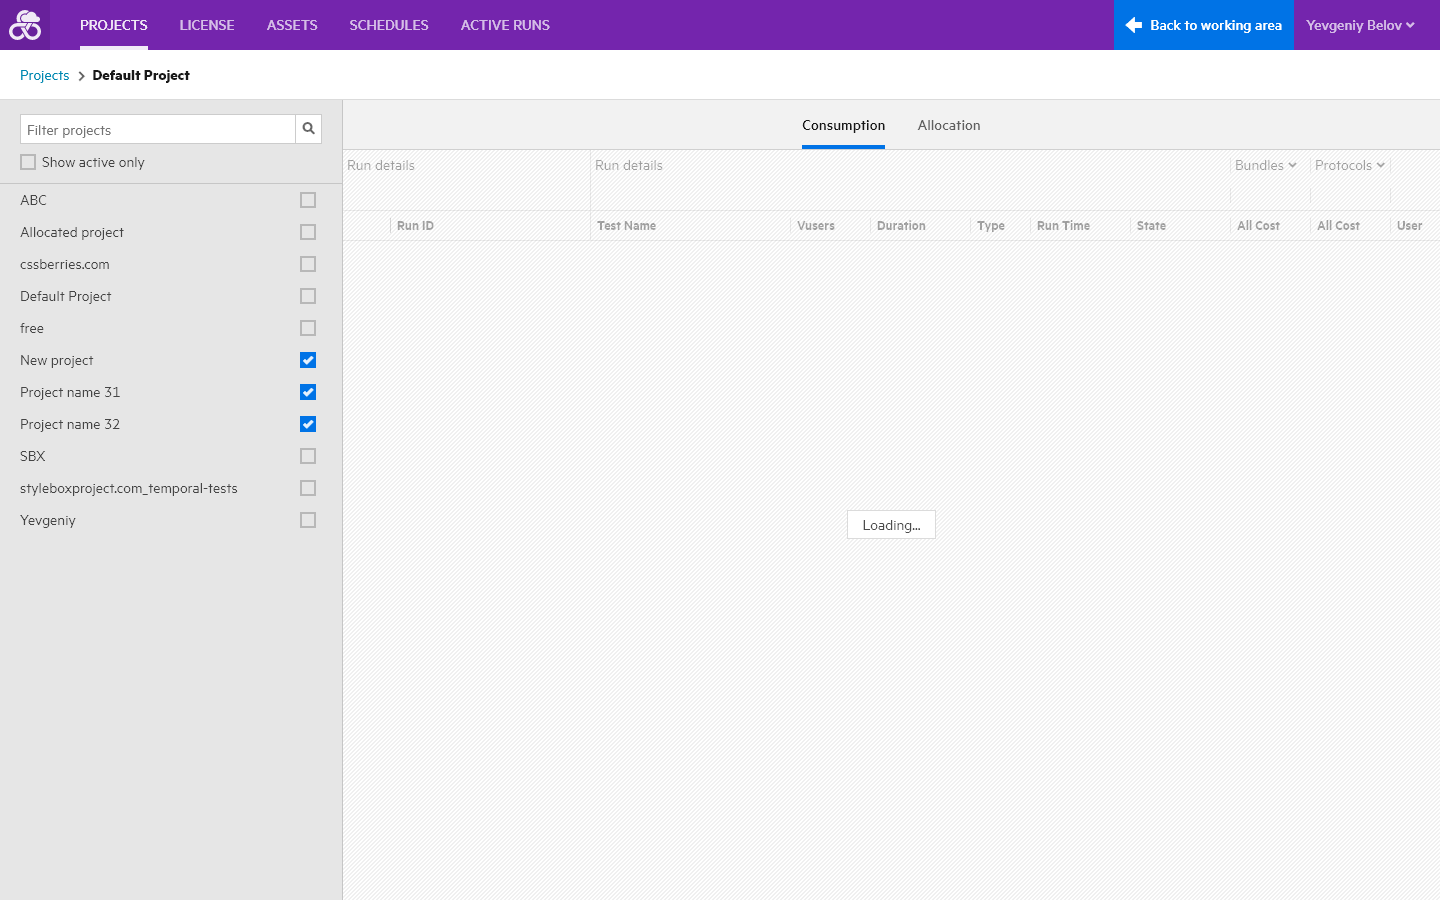 PROJECTS LICENSE ASSETS SCHEDULES ACTIVE RUNS Back to working area Yevgeniy Belov
Projects Default Project
Filter projects
Show active only
ABC
Allocated project
cssberries.com
Default Project
free
New project
Project name 31
Project name 32
SBX
styleboxproject.com_temporal-tests
Yevgeniy
Consumption Allocation
Run details Run details Bundles Protocols
Run ID Test Name Vusers Duration Type Run Time State All Cost All Cost User
Loading...